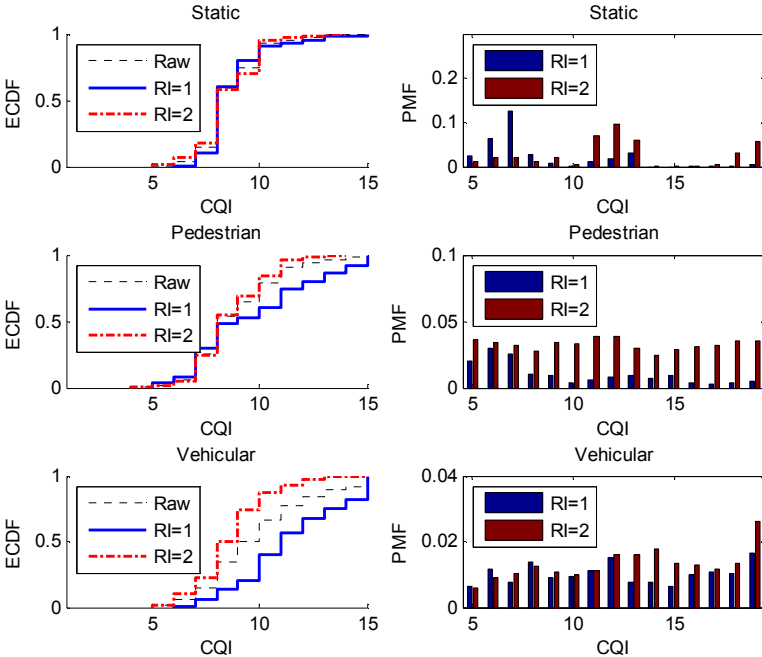 Static
ECDF
1
0.5
0
Raw
RI=1
RI=2
5
10
15
CQI
Static
PMF
0.2
0.1
0
RI=1
RI=2
5
10
15
CQI
Pedestrian
ECDF
1
0.5
0
Raw
RI=1
RI=2
5
10
15
CQI
Pedestrian
PMF
0.1
0.05
0
RI=1
RI=2
5
10
15
CQI
Vehicular
ECDF
1
0.5
0
Raw
RI=1
RI=2
5
10
15
CQI
Vehicular
PMF
0.04
0.02
0
RI=1
RI=2
5
10
15
CQI